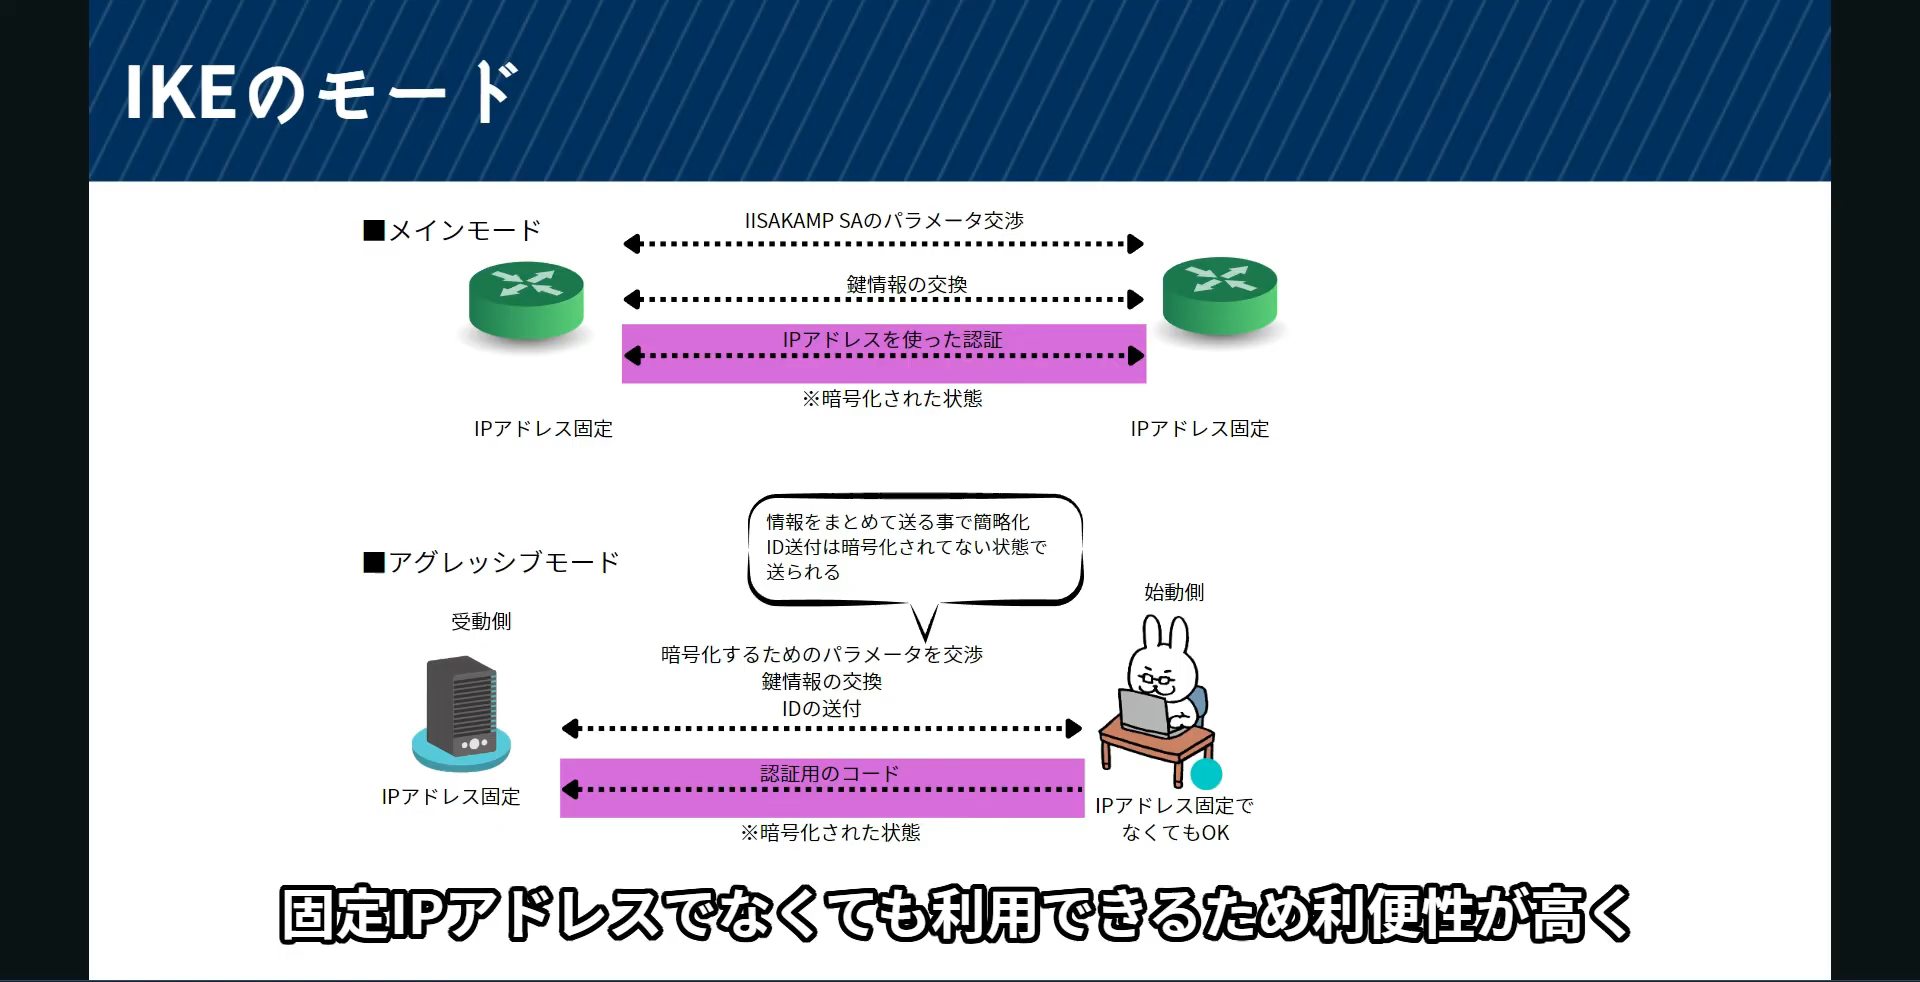 IKEのモード
■メインモード
IISAKAMP SAのパラメータ交渉
鍵情報の交換
IPアドレスを使った認証
※暗号化された状態
IPアドレス固定
IPアドレス固定
■アグレッシブモード
情報をまとめて送る事で簡略化
ID送付は暗号化されてない状態で
送られる
受動側
始動側
暗号化するためのパラメータを交渉
鍵情報の交換
IDの送付
認証用のコード
※暗号化された状態
IPアドレス固定
IPアドレス固定で
なくてもOK
固定IPアドレスでなくても利用できるため利便性が高く